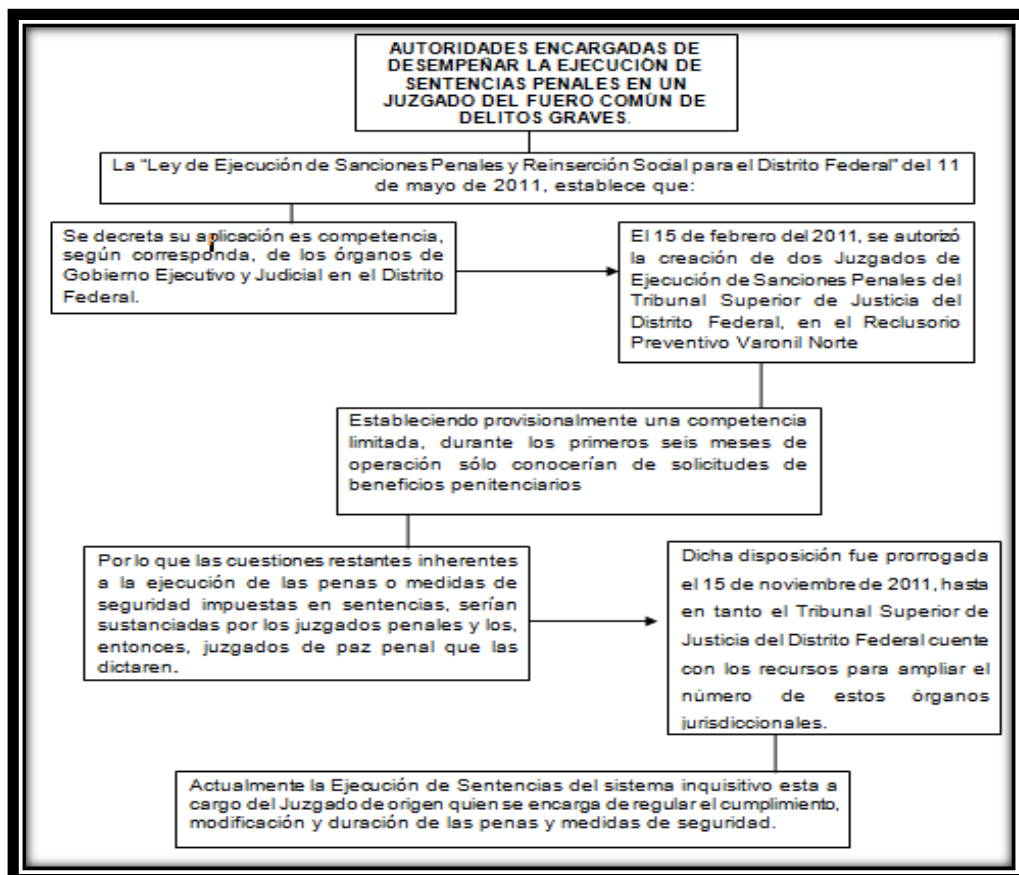 AUTORIDADES ENCARGADAS DE
DESEMPEÑAR LA EJECUCIÓN DE
SENTENCIAS PENALES EN UN
JUZGADO DEL FUERO COMÚN DE
DELITOS GRAVES.
La "Ley de Ejecución de Sanciones Penales y Reinserción Social para el Distrito Federal" del 11
de mayo de 2011, establece que:
Se decreta su aplicación es competencia,
según corresponda, de los órganos de
Gobierno Ejecutivo y Judicial en el Distrito
Federal.
El 15 de febrero del 2011, se autorizó
la creación de dos Juzgados de
Ejecución de Sanciones Penales del
Tribunal Superior de Justicia del
Distrito Federal, en el Reclusorio
Preventivo Varonil Norte
Estableciendo provisionalmente una competencia
limitada, durante los primeros seis meses de
operación sólo conocerían de solicitudes de
beneficios penitenciarios
Por lo que las cuestiones restantes inherentes
a la ejecución de las penas o medidas de
seguridad impuestas en sentencias, serían
sustanciadas por los juzgados penales y los,
entonces, juzgados de paz penal que las
dictaren.
Dicha disposición fue prorrogada
el 15 de noviembre de 2011, hasta
en tanto el Tribunal Superior de
Justicia del Distrito Federal cuente
con los recursos para ampliar el
número de estos órganos
jurisdiccionales.
Actualmente la Ejecución de Sentencias del sistema inquisitivo esta a
cargo del Juzgado de origen quien se encarga de regular el cumplimiento,
modificación y duración de las penas y medidas de seguridad.